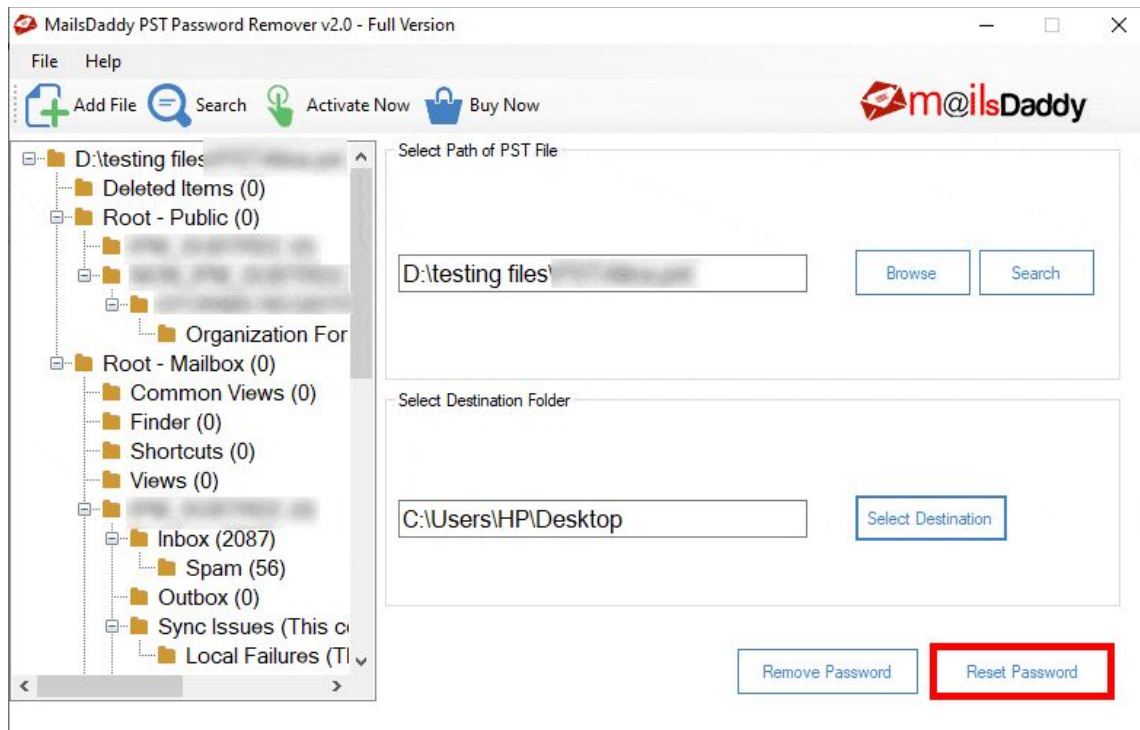 MailsDaddy PST Password Remover v2.0 - Full Version
File Help
Add File Search Activate Now Buy Now
m@ilsDaddy
D:\testing files
Deleted Items (0)
Root - Public (0)
Organization For
Root - Mailbox (0)
Common Views (0)
Finder (0)
Shortcuts (0)
Views (0)
Inbox (2087)
Spam (56)
Outbox (0)
Sync Issues (This c
Local Failures (T
Select Path of PST File
D:\testing files\
Browse Search
Select Destination Folder
C:\Users\HP\Desktop
Select Destination
Remove Password Reset Password